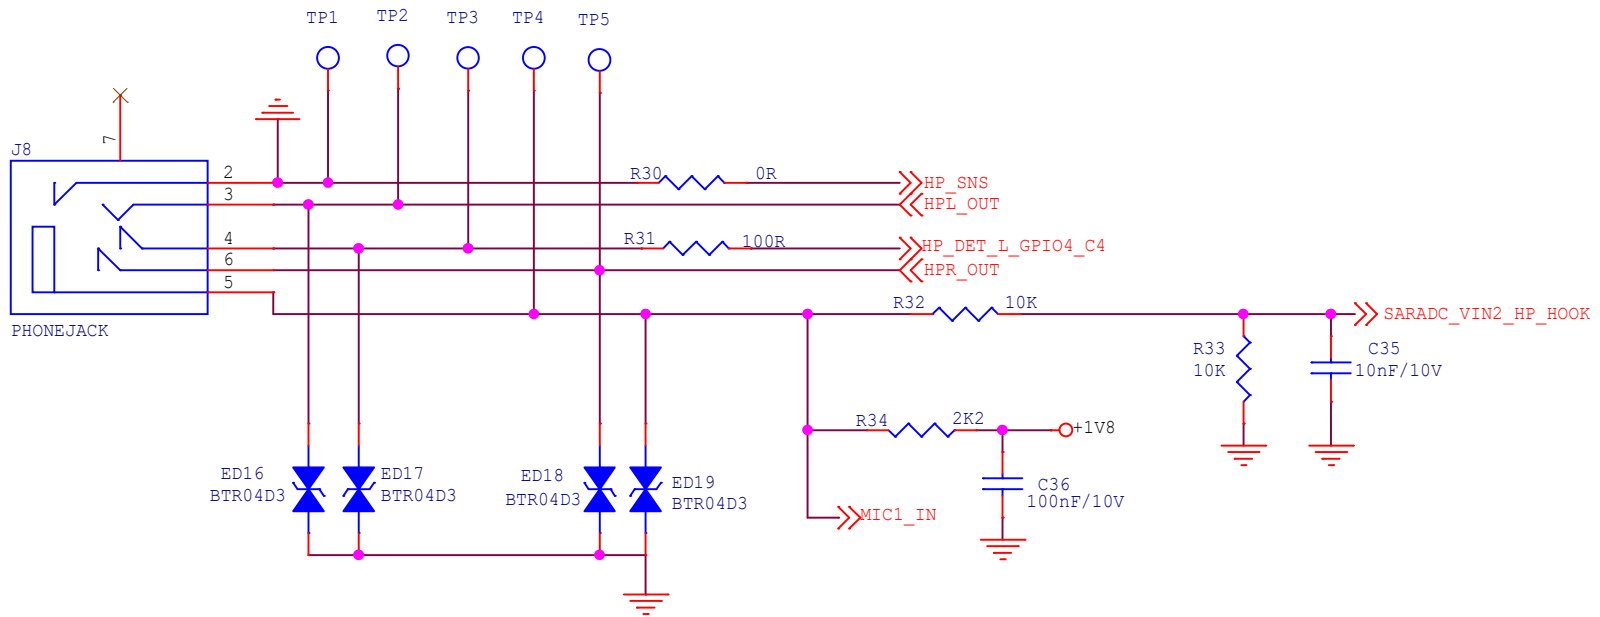 TP1
TP2
TP3
TP4
TP5
7
J8
2
R30
0R
HP_SNS
3
HPL_OUT
4
R31
100R
HP_DET_L_GPIO4_C4
6
HPR_OUT
5
R32
10K
SARADC_VIN2_HP_HOOK
PHONEJACK
R33
10K
C35
10nF/10V
R34
2K2
+1V8
ED16
BTR04D3
ED17
BTR04D3
ED18
BTR04D3
ED19
BTR04D3
C36
100nF/10V
MIC1_IN